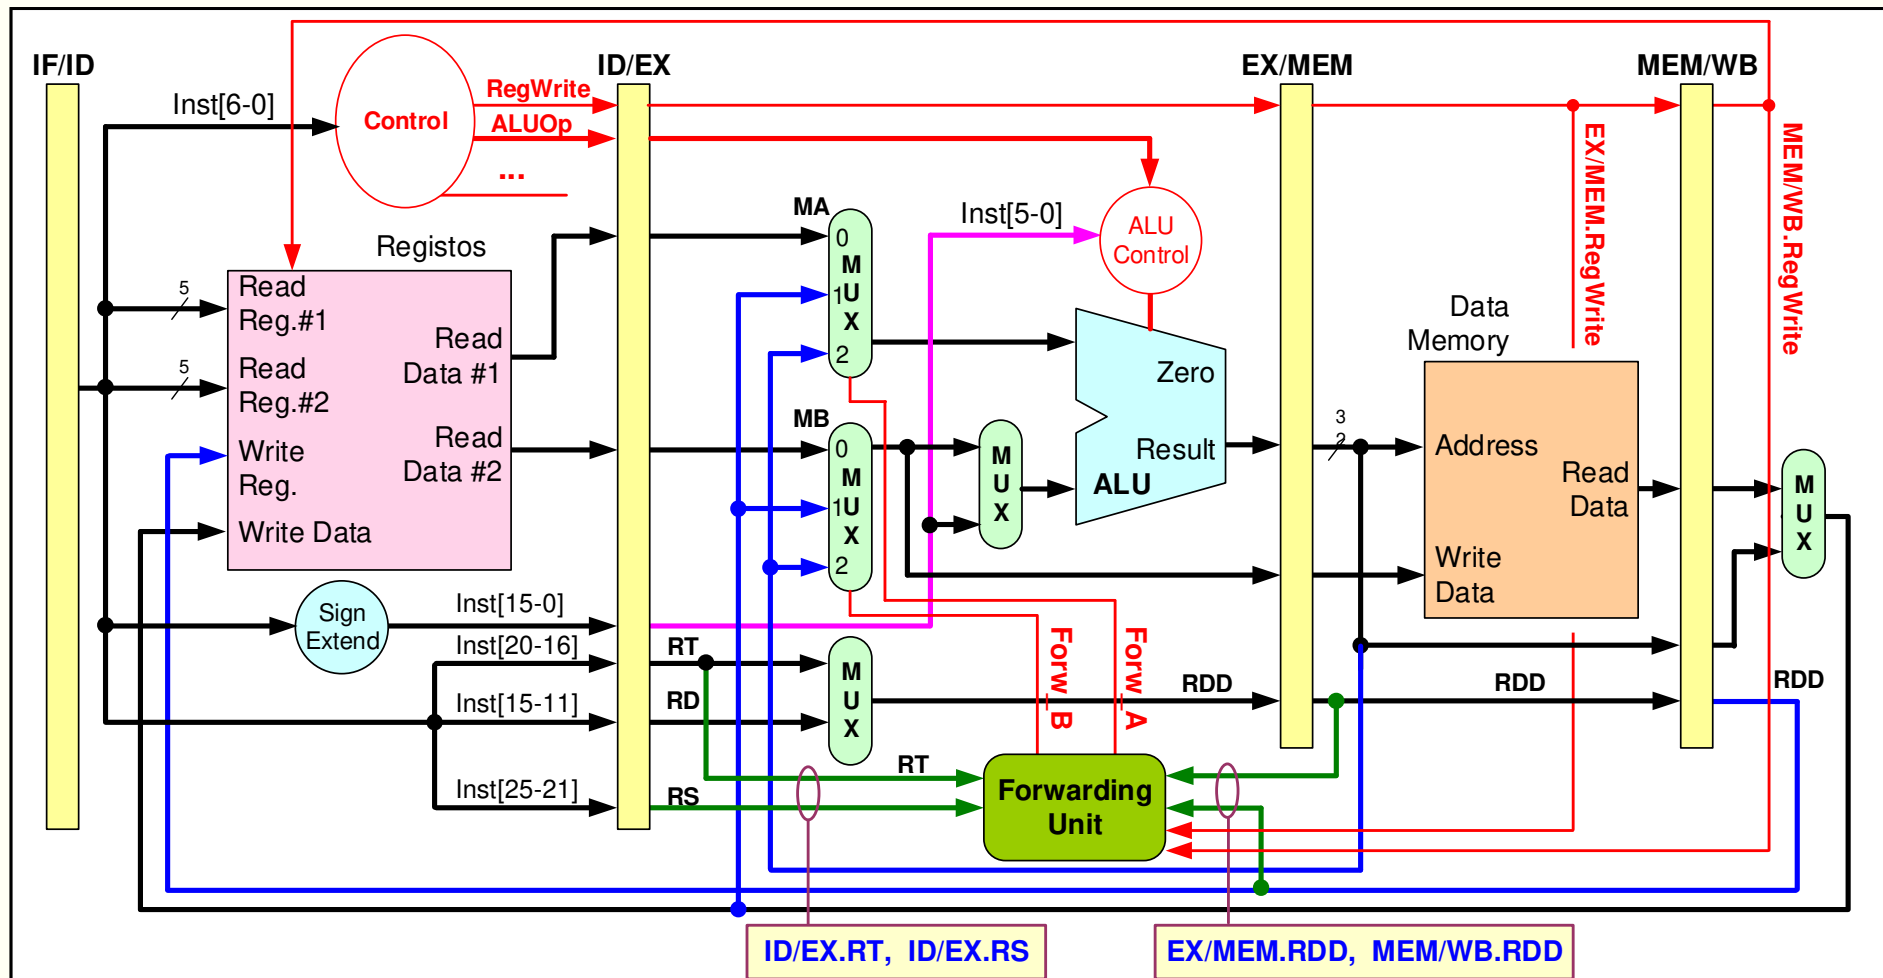 IF/ID
ID/EX
EX/MEM
MEM/WB
Inst[6-0]
Control
RegWrite
ALUOp
...
EX/MEM.RegWrite
MEM/WB.RegWrite
MA
0
M
1U
X
2
Inst[5-0]
ALU
Control
Registos
Read
Reg.#1
5
Read
Reg.#2
5
Write
Reg.
Write Data
Read
Data #1
Read
Data #2
MB
0
M
1U
X
2
M
U
X
Zero
Result
ALU
3
2
Data
Memory
Address
Read
Data
Write
Data
M
U
X
Sign
Extend
Inst[15-0]
Inst[20-16]
Inst[15-11]
Inst[25-21]
RT
RD
M
U
X
Forw_B
Forw_A
RDD
RDD
RDD
RT
RS
Forwarding
Unit
ID/EX.RT, ID/EX.RS
EX/MEM.RDD, MEM/WB.RDD